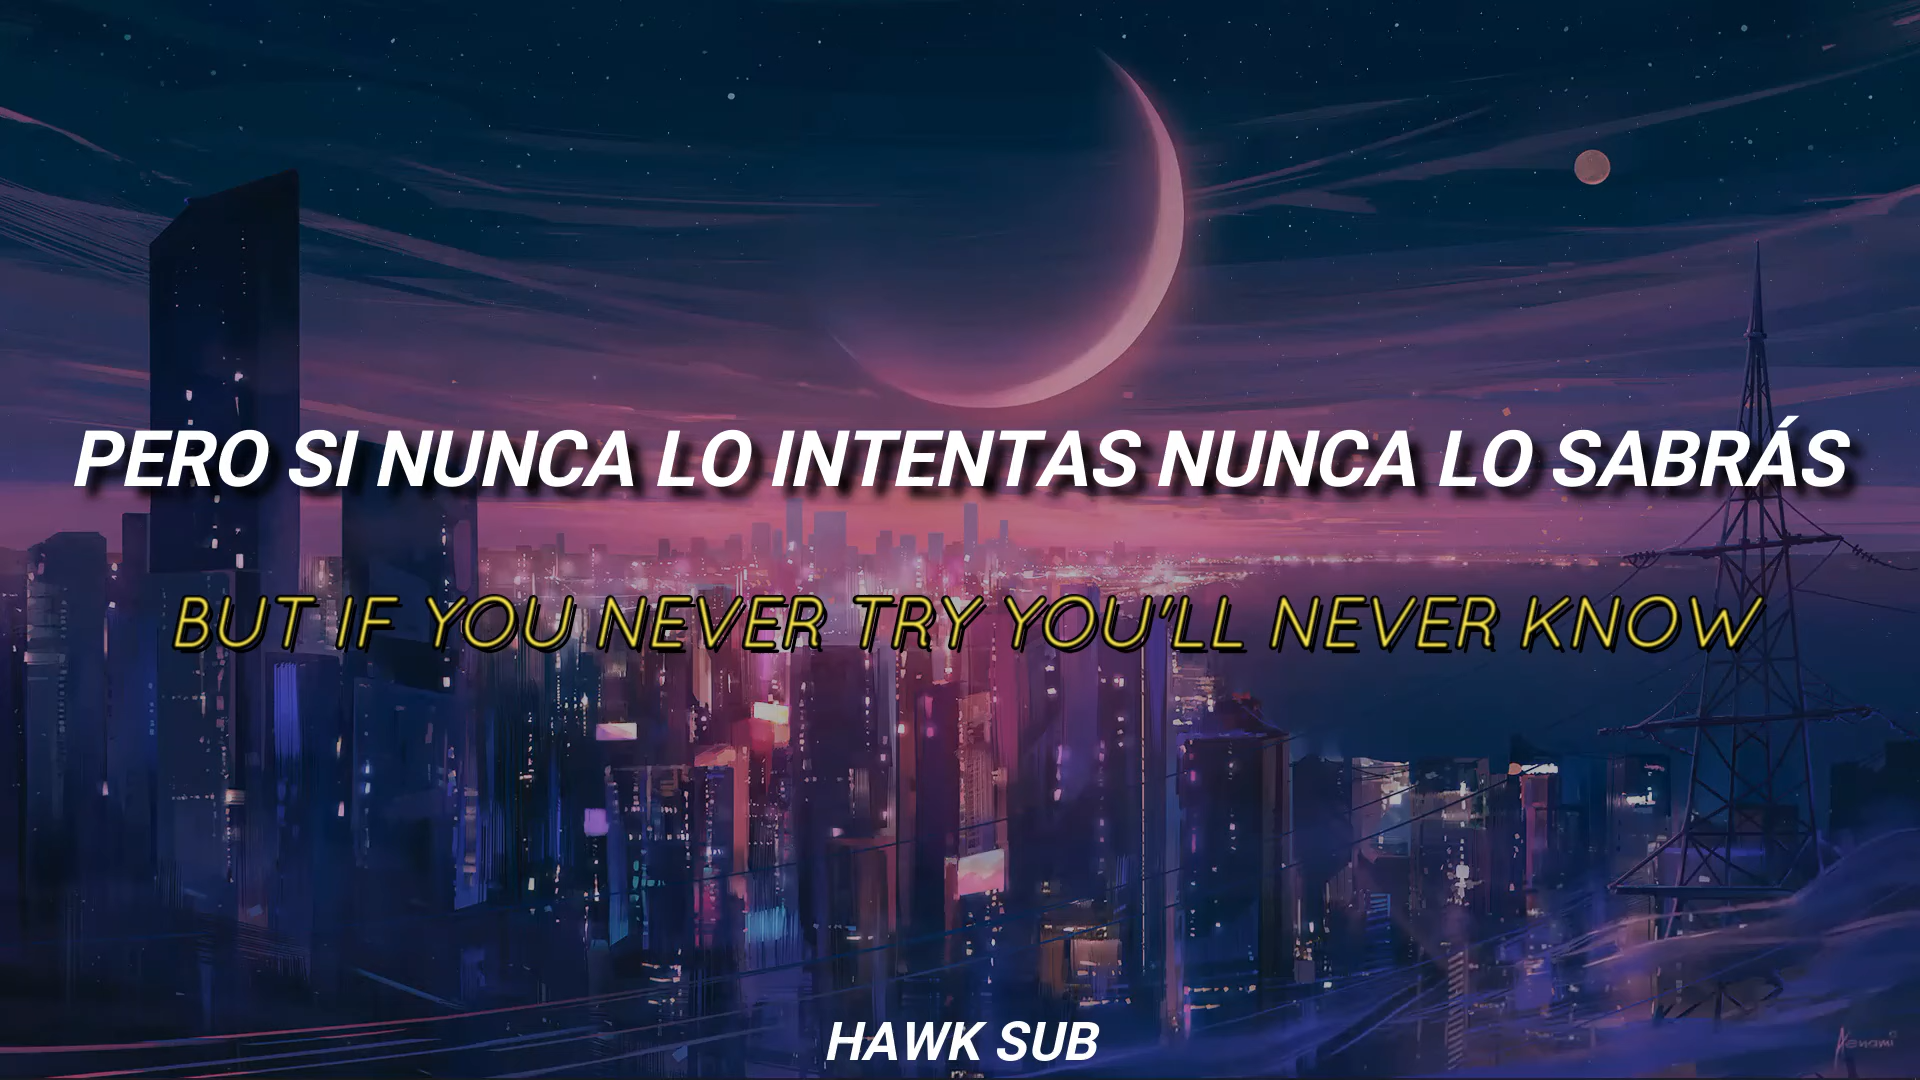 PERO SI NUNCA LO INTENTAS NUNCA LO SABRÁS
BUT IF YOU NEVER TRY YOU'LL NEVER KNOW
HAWK SUB
Xenami